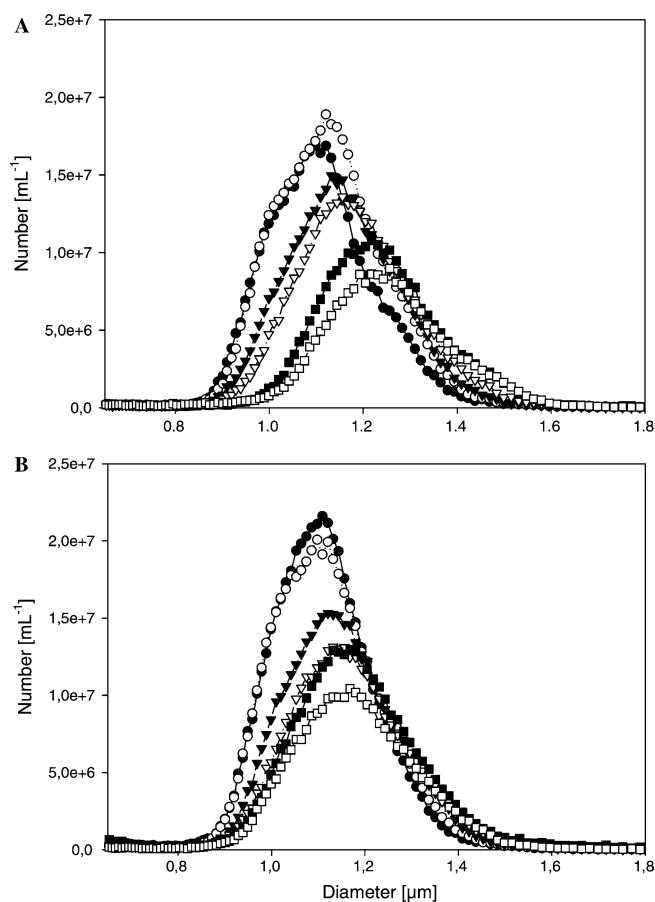 A
2,5e+7
2,0e+7
1,5e+7
1,0e+7
5,0e+6
0,0
Number [mL⁻¹]
0.8 1.0 1.2 1.4 1.6 1.8
B
2,5e+7
2,0e+7
1,5e+7
1,0e+7
5,0e+6
0,0
Number [mL⁻¹]
0,8 1,0 1,2 1,4 1,6 1,8
Diameter [µm]